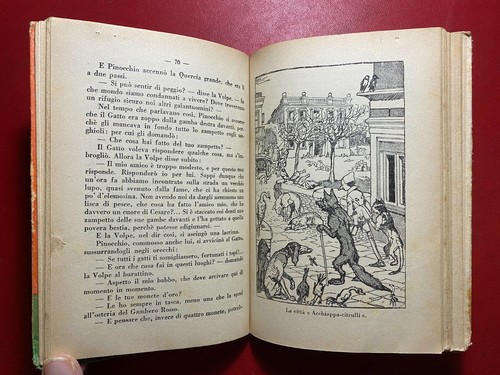 — 70 —
E Pinocchio accennò la Quercia grande, che era lì
a due passi.
— Si può sentir di peggio? — disse la Volpe. — In
che mondo siamo condannati a vivere? Dove troveremo
un rifugio sicuro noi altri galantuomini? —
Nel tempo che parlavano così, Pinocchio si avvide
che il Gatto era zoppo dalla gamba destra davanti, per-
chè gli mancava in fondo tutto lo zampetto cogli un-
ghioli: per cui gli domandò:
— Che cosa hai fatto del tuo zampetto? —
Il Gatto voleva rispondere qualche cosa, ma s'im-
brogliò. Allora la Volpe disse subito:
— Il mio amico è troppo modesto, e per questo non
risponde. Risponderò io per lui. Sappi dunque che
un'ora fa abbiamo incontrato sulla strada un vecchio
lupo, quasi svenuto dalla fame, che ci ha chiesto un
po' d'elemosina. Non avendo noi da dargli nemmeno una
lisca di pesce, che cosa ha fatto l'amico mio, che ha
davvero un cuore di Cesare?... Si è staccato coi denti uno
zampetto delle sue gambe davanti e l'ha gettato a quella
povera bestia, perchè potesse sdigiunarsi. —
E la Volpe, nel dir così, si asciugò una lacrima.
Pinocchio, commosso anche lui, si avvicinò al Gatto,
sussurrandogli negli orecchi:
— Se tutti i gatti ti somigliassero, fortunati i topi!...
— E ora che cosa fai in questi luoghi? — domandò
la Volpe al burattino.
— Aspetto il mio babbo, che deve arrivare qui di
momento in momento.
— E le tue monete d'oro?
— Le ho sempre in tasca, meno una che la spesi
all'osteria del Gambero Rosso.
— E pensare che, invece di quattro monete,
La città « Acchiappa-citrulli ».